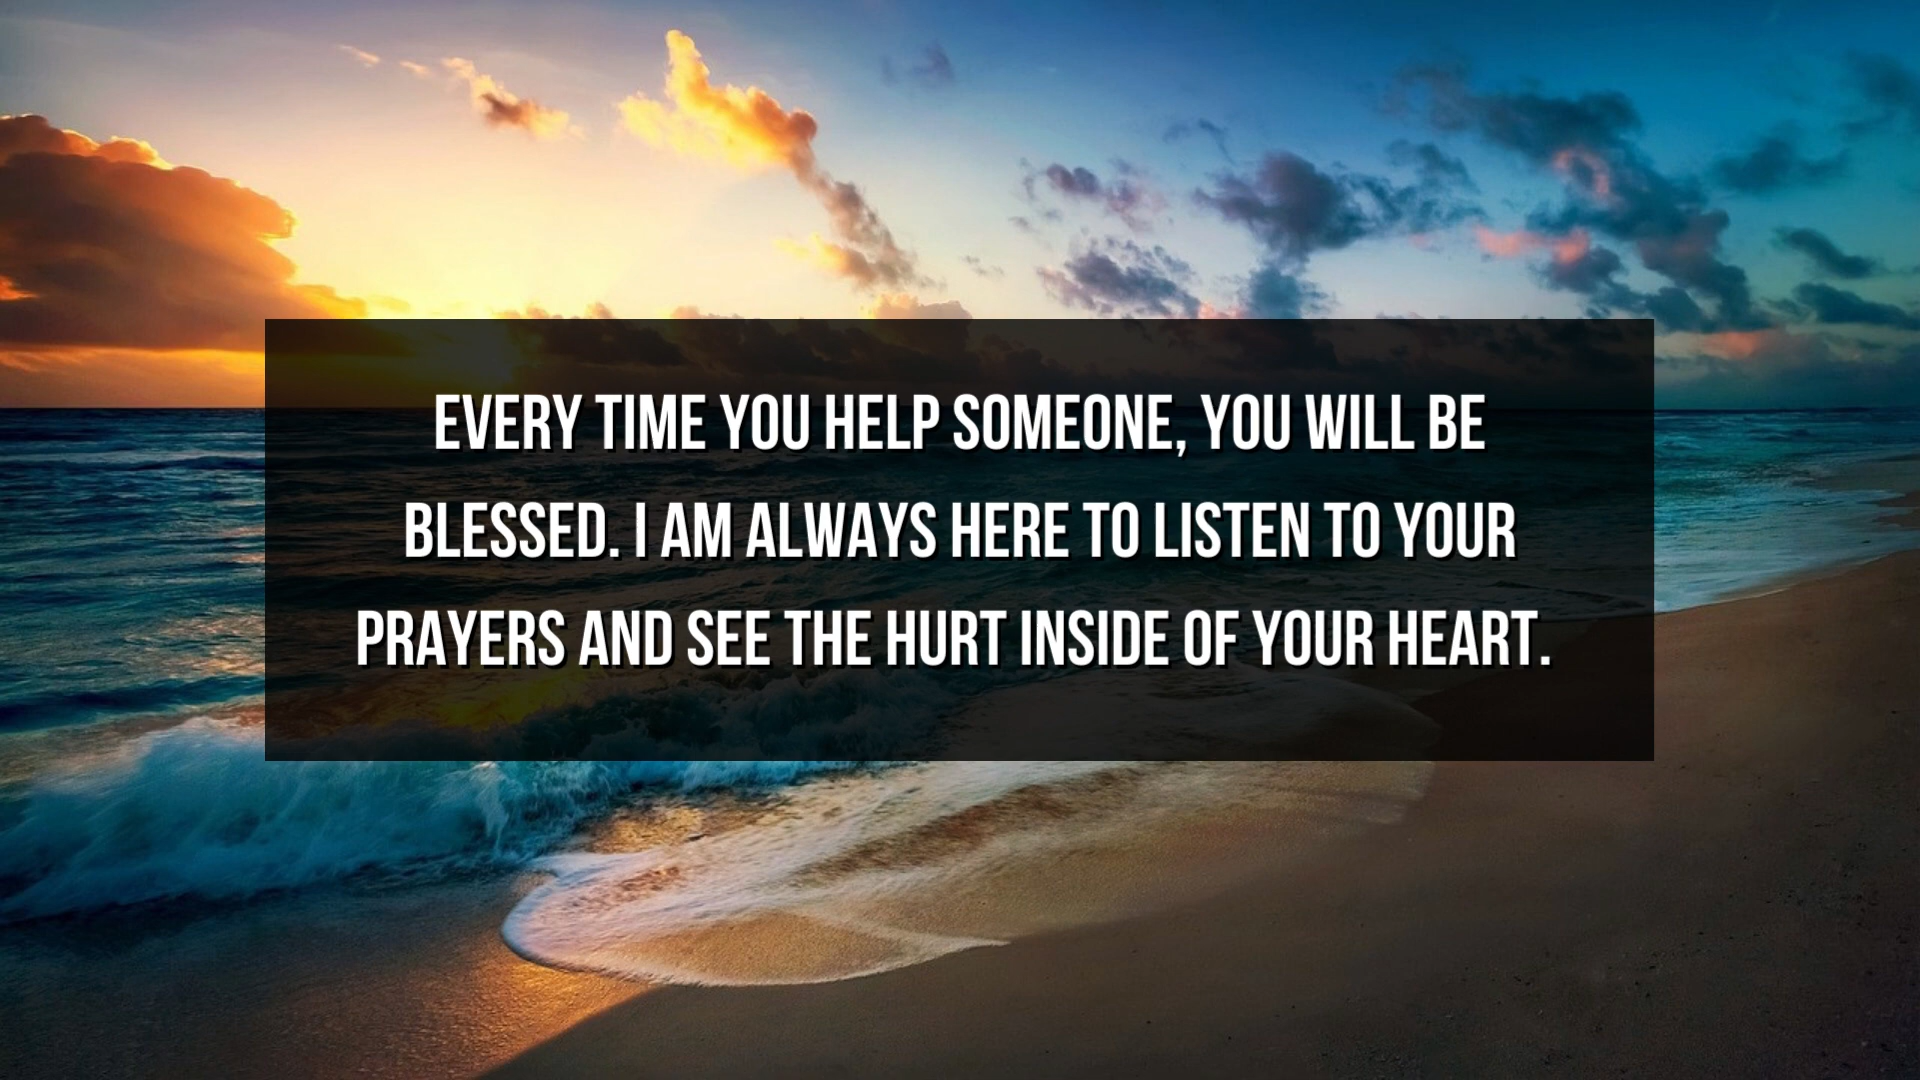 EVERY TIME YOU HELP SOMEONE, YOU WILL BE
BLESSED. I AM ALWAYS HERE TO LISTEN TO YOUR
PRAYERS AND SEE THE HURT INSIDE OF YOUR HEART.